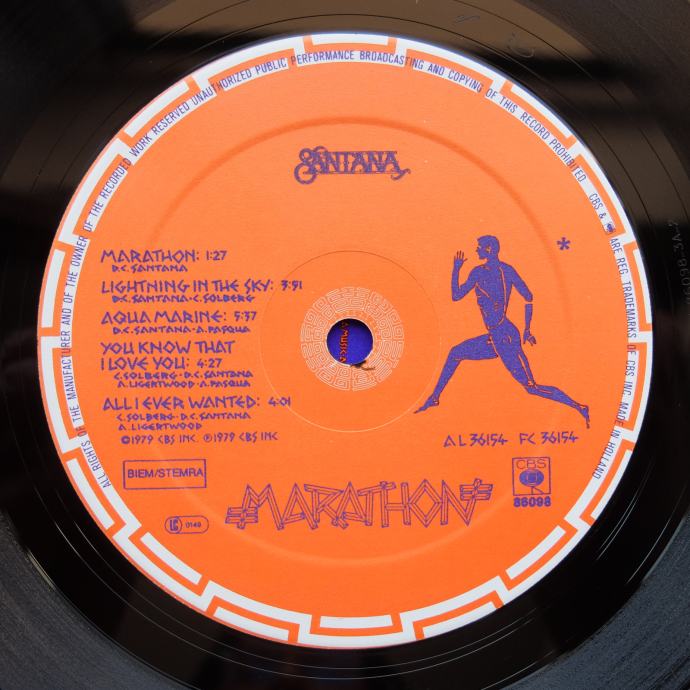 ALL RIGHTS OF THE MANUFACTURER AND OF THE OWNER OF THE RECORDED WORK RESERVED UNAUTHORIZED PUBLIC PERFORMANCE BROADCASTING AND COPYING OF THIS RECORD PROHIBITED CBS & ARE REG. TRADEMARKS OF CBS INC. MADE IN HOLLAND
SANTANA
*
MARATHON: 1:27
D.C. SANTANA
LIGHTNING IN THE SKY: 3:51
D.C. SANTANA-C. SOLBERG
AQUA MARINE: 5:37
D.C. SANTANA-A. PASQUA
YOU KNOW THAT
I LOVE YOU: 4:27
C. SOLBERG-D.C. SANTANA
A. LIGERTWOOD-A. PASQUA
ALL I EVER WANTED: 4:01
C. SOLBERG-D.C. SANTANA
A. LIGERTWOOD
©1979 CBS INC. ℗1979 CBS INC
AL 36154 FC 36154
BIEM/STEMRA
LC 0149
MARATHON
CBS
86098